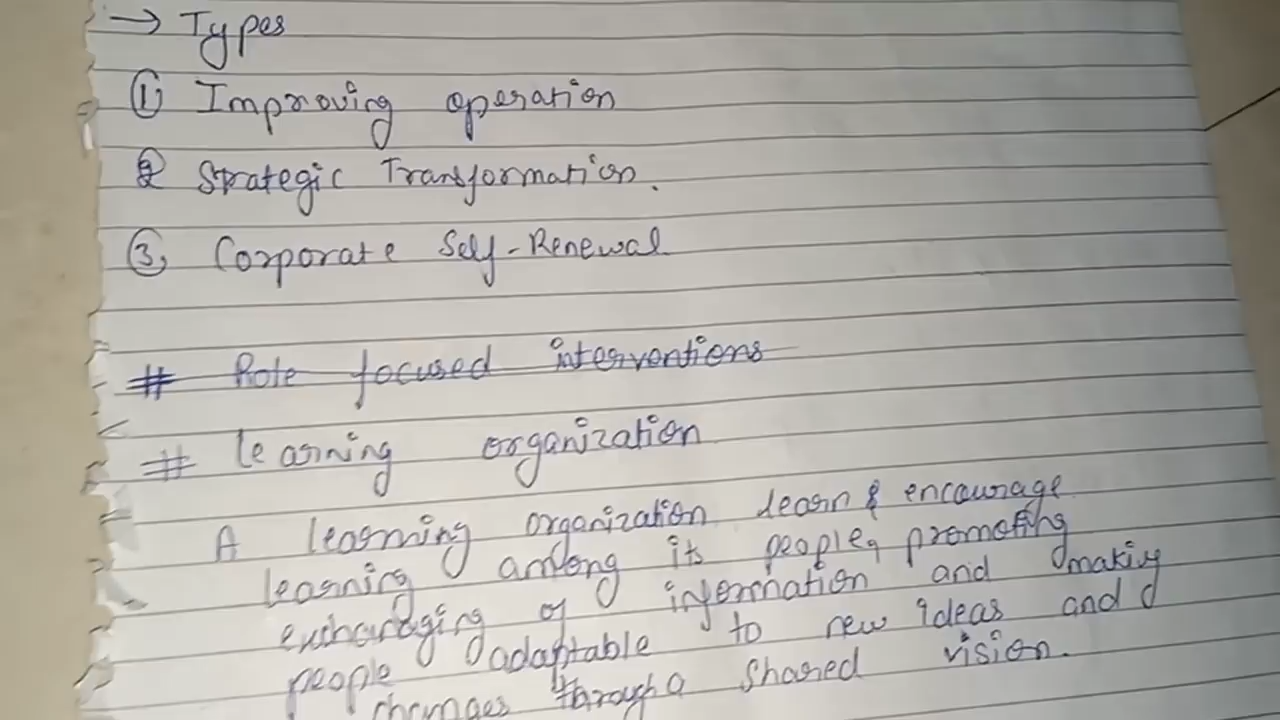 → Types
① Improving operation
② Strategic Transformation.
③ Corporate Self-Renewal
# Role focused interventions
# learning organization
A learning organization learn & encourage
learning among its people, promoting
exchanging of information and making
people adaptable to new ideas and
changes through a shared vision.